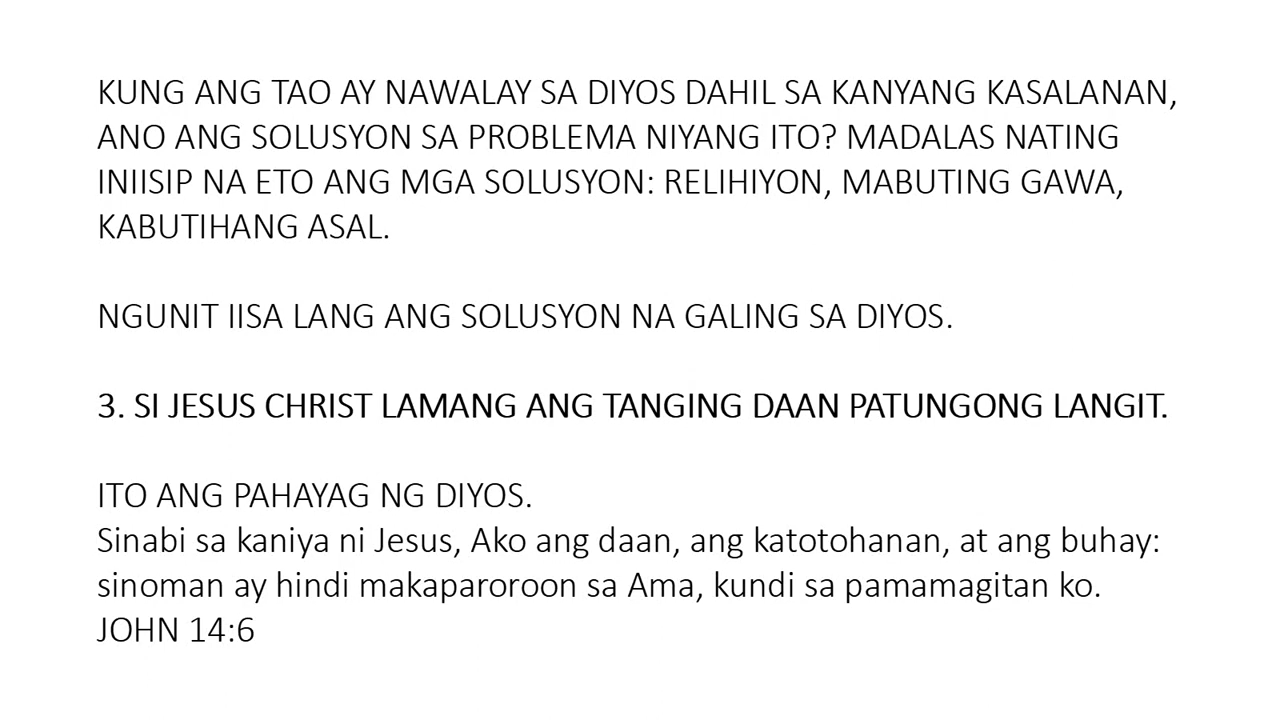 KUNG ANG TAO AY NAWALAY SA DIYOS DAHIL SA KANYANG KASALANAN,
ANO ANG SOLUSYON SA PROBLEMA NIYANG ITO? MADALAS NATING
INIISIP NA ETO ANG MGA SOLUSYON: RELIHIYON, MABUTING GAWA,
KABUTIHANG ASAL.
NGUNIT IISA LANG ANG SOLUSYON NA GALING SA DIYOS.
3. SI JESUS CHRIST LAMANG ANG TANGING DAAN PATUNGONG LANGIT.
ITO ANG PAHAYAG NG DIYOS.
Sinabi sa kaniya ni Jesus, Ako ang daan, ang katotohanan, at ang buhay:
sinoman ay hindi makaparoroon sa Ama, kundi sa pamamagitan ko.
JOHN 14:6